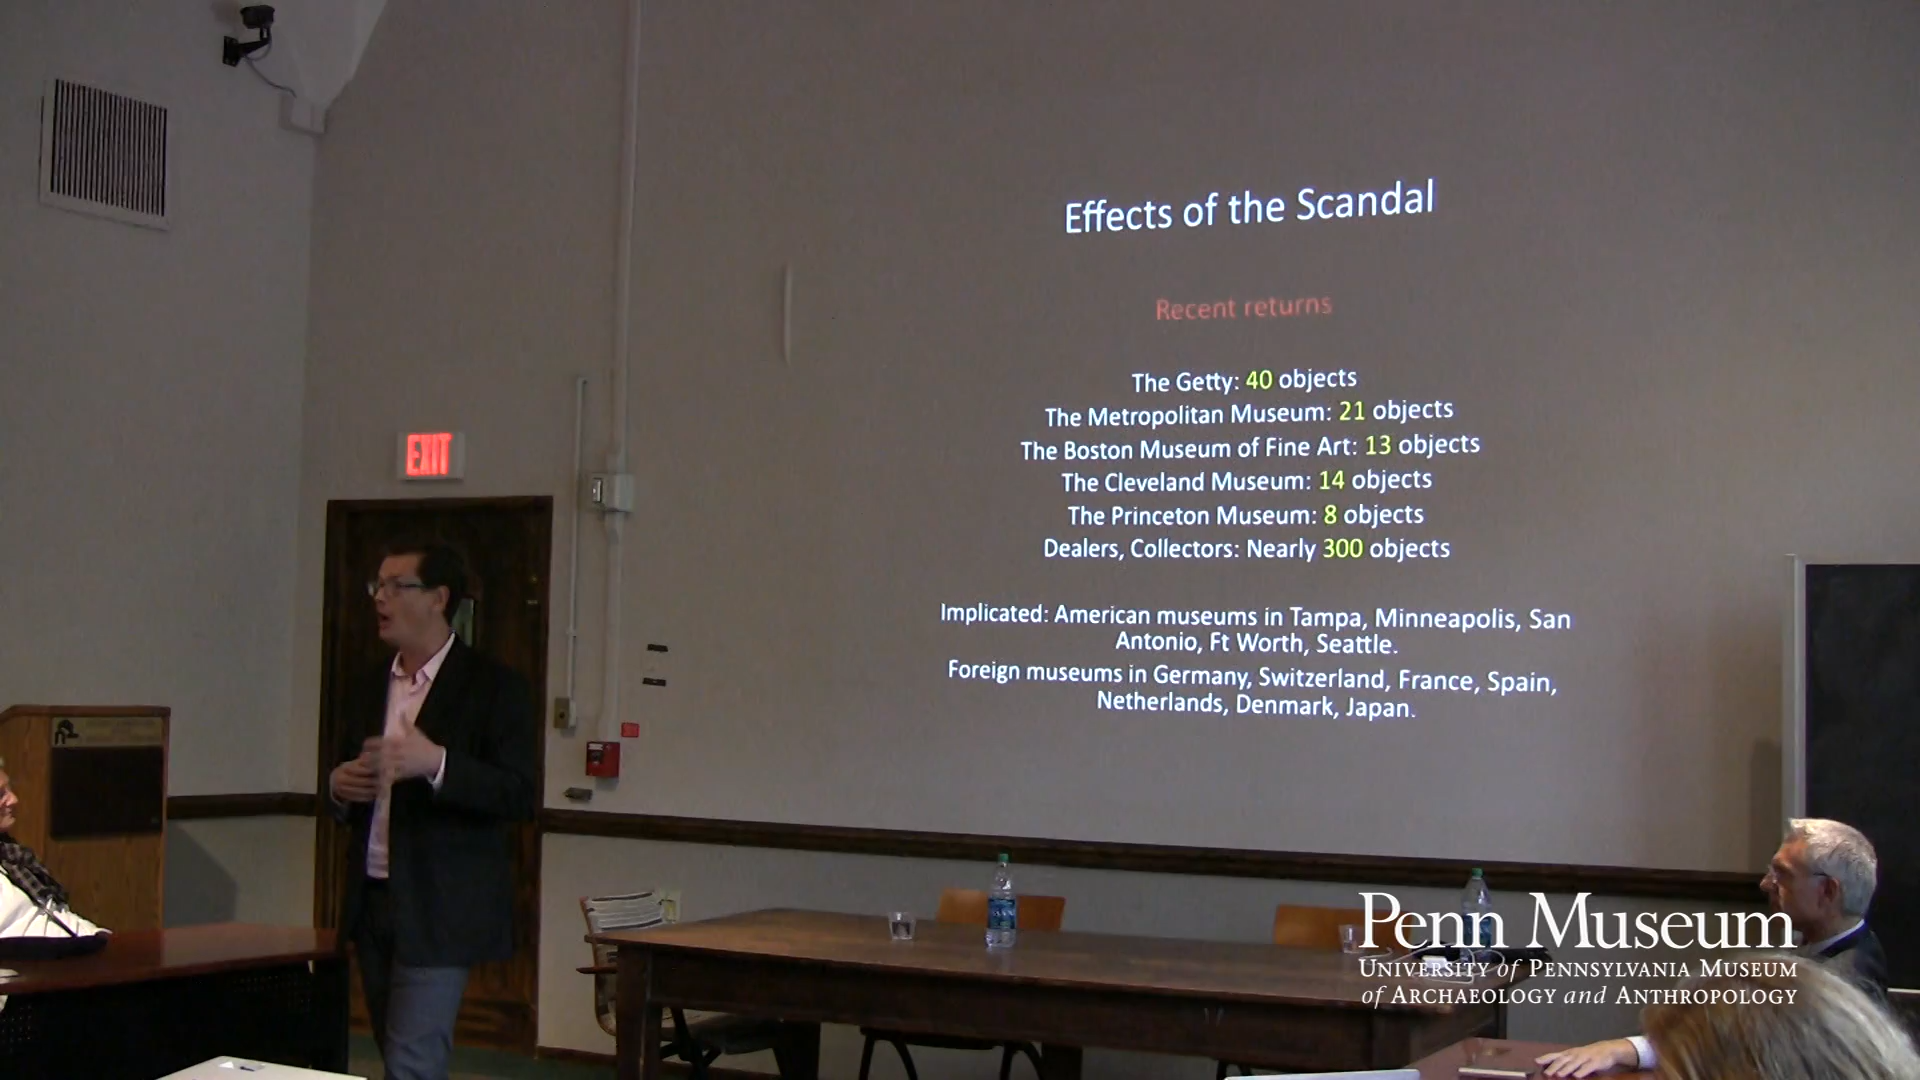 Effects of the Scandal
Recent returns
The Getty: 40 objects
The Metropolitan Museum: 21 objects
The Boston Museum of Fine Art: 13 objects
The Cleveland Museum: 14 objects
The Princeton Museum: 8 objects
Dealers, Collectors: Nearly 300 objects
Implicated: American museums in Tampa, Minneapolis, San
Antonio, Ft Worth, Seattle.
Foreign museums in Germany, Switzerland, France, Spain,
Netherlands, Denmark, Japan.
EXIT
Penn Museum
UNIVERSITY of PENNSYLVANIA MUSEUM
of ARCHAEOLOGY and ANTHROPOLOGY